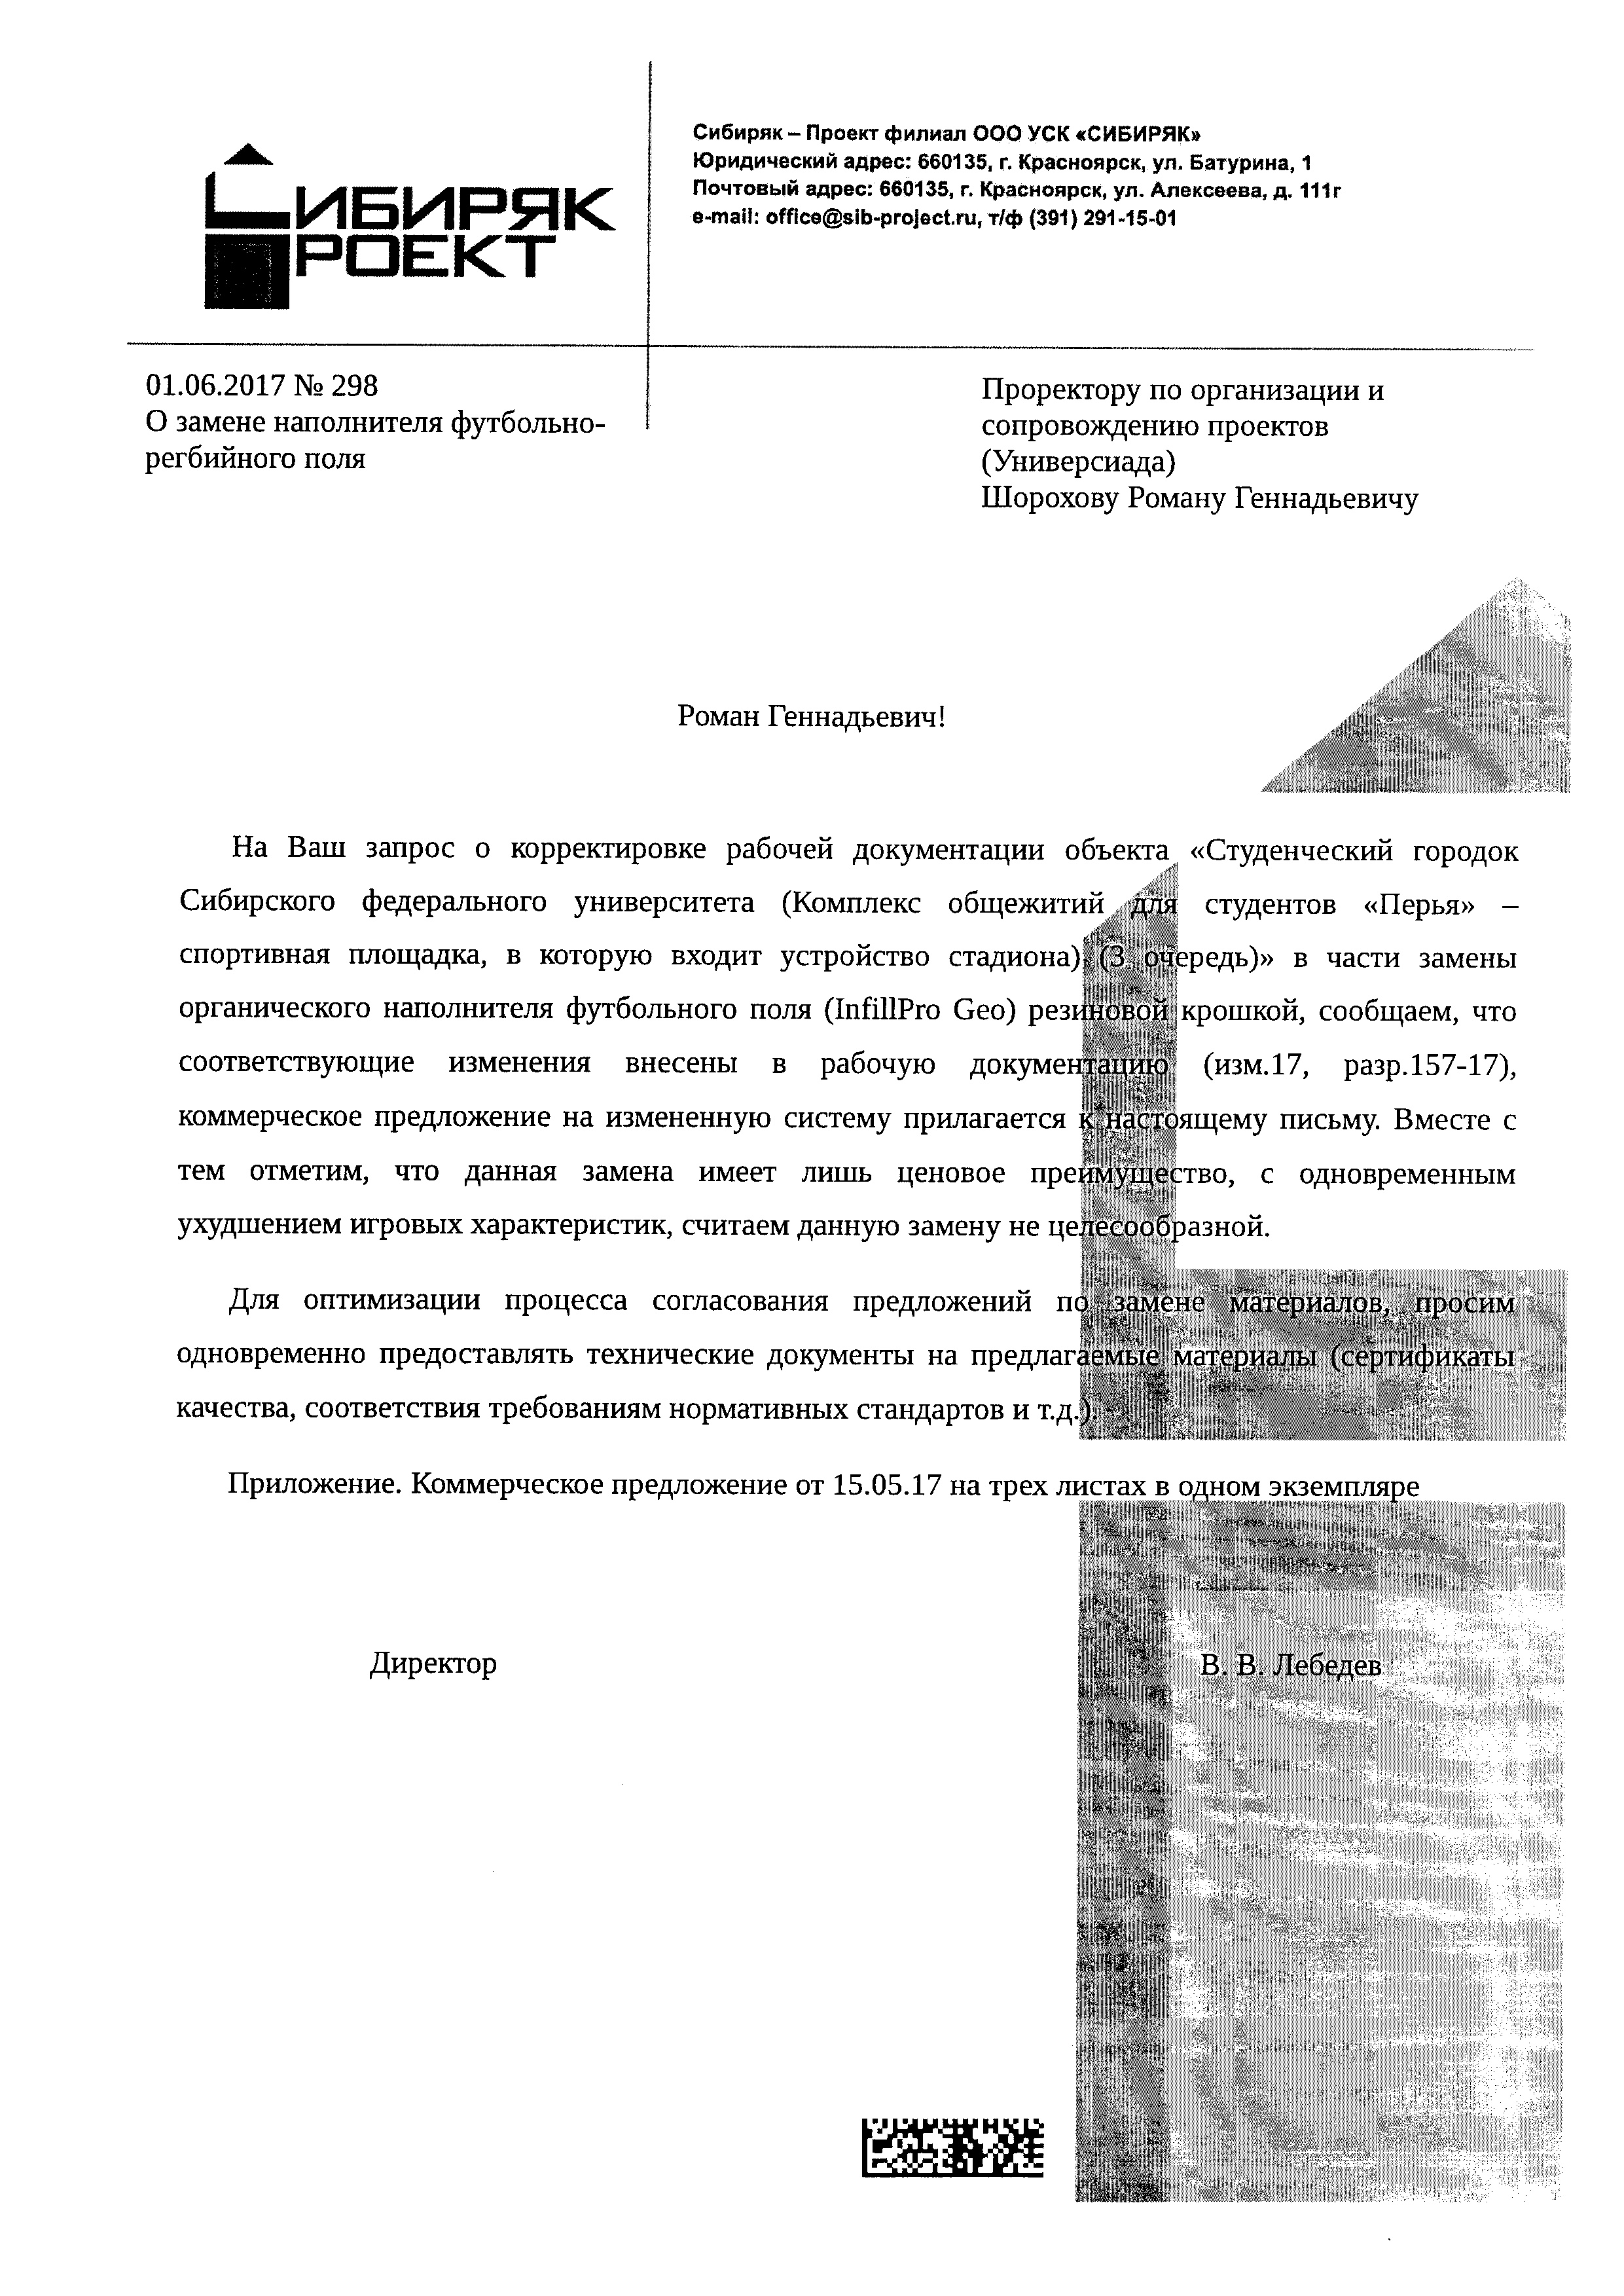 СИБИРЯК
ПРОЕКТ
Сибиряк – Проект филиал ООО УСК «СИБИРЯК»
Юридический адрес: 660135, г. Красноярск, ул. Батурина, 1
Почтовый адрес: 660135, г. Красноярск, ул. Алексеева, д. 111г
e-mail: office@sib-project.ru, т/ф (391) 291-15-01
01.06.2017 № 298
О замене наполнителя футбольно-
регбийного поля
Проректору по организации и
сопровождению проектов
(Универсиада)
Шорохову Роману Геннадьевичу
Роман Геннадьевич!
На Ваш запрос о корректировке рабочей документации объекта «Студенческий городок
Сибирского федерального университета (Комплекс общежитий для студентов «Перья» –
спортивная площадка, в которую входит устройство стадиона) (3 очередь)» в части замены
органического наполнителя футбольного поля (InfillPro Geo) резиновой крошкой, сообщаем, что
соответствующие изменения внесены в рабочую документацию (изм.17, разр.157-17),
коммерческое предложение на измененную систему прилагается к настоящему письму. Вместе с
тем отметим, что данная замена имеет лишь ценовое преимущество, с одновременным
ухудшением игровых характеристик, считаем данную замену не целесообразной.
Для оптимизации процесса согласования предложений по замене материалов, просим
одновременно предоставлять технические документы на предлагаемые материалы (сертификаты
качества, соответствия требованиям нормативных стандартов и т.д.).
Приложение. Коммерческое предложение от 15.05.17 на трех листах в одном экземпляре
Директор
В. В. Лебедев